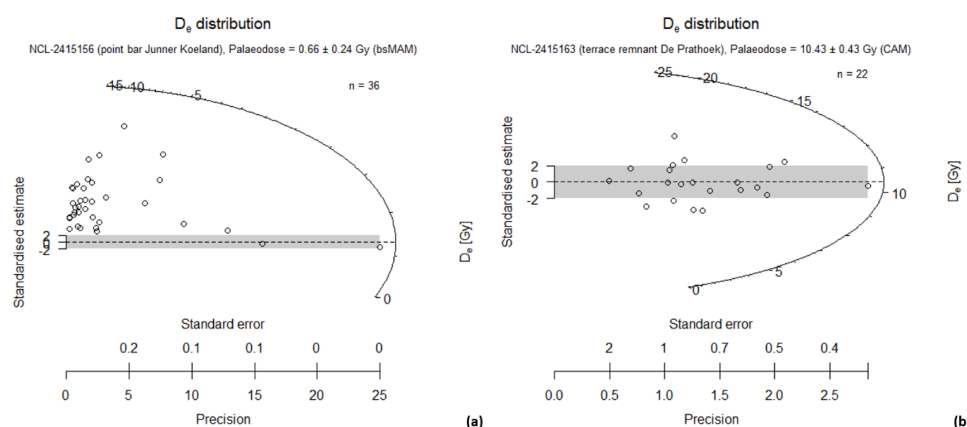 Dₑ distribution
NCL-2415156 (point bar Junner Koeland), Palaeodose = 0.66 ± 0.24 Gy (bsMAM)
n = 36
-15 -10 -5
0
Standardised estimate
2
0
-2
Dₑ [Gy]
Standard error
0.2 0.1 0.1 0 0
0 5 10 15 20 25
Precision
(a)
Dₑ distribution
NCL-2415163 (terrace remnant De Prathoek), Palaeodose = 10.43 ± 0.43 Gy (CAM)
n = 22
25 20 15 10 5 0
Standardised estimate
2
0
-2
Dₑ [Gy]
Standard error
2 1 0.7 0.5 0.4
0.0 0.5 1.0 1.5 2.0 2.5
Precision
(b